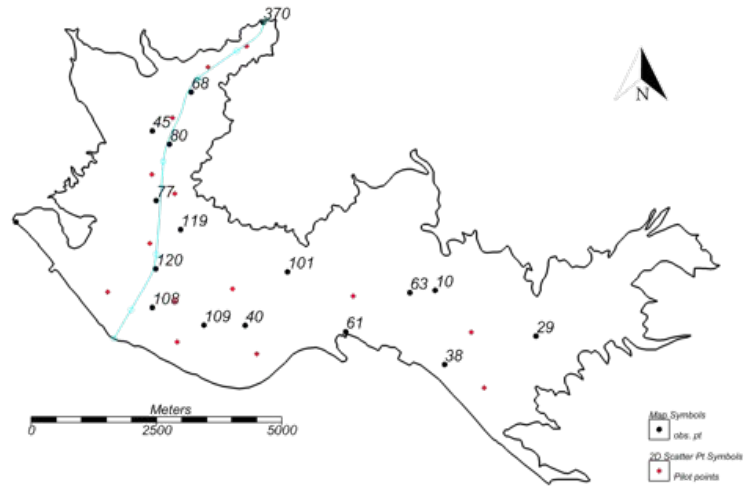 370
68
45
80
77
119
N
120
101
63
10
108
109
40
61
29
38
Meters
0 2500 5000
Map Symbols
obs. pt
2D Scatter Pt Symbols
Pilot points